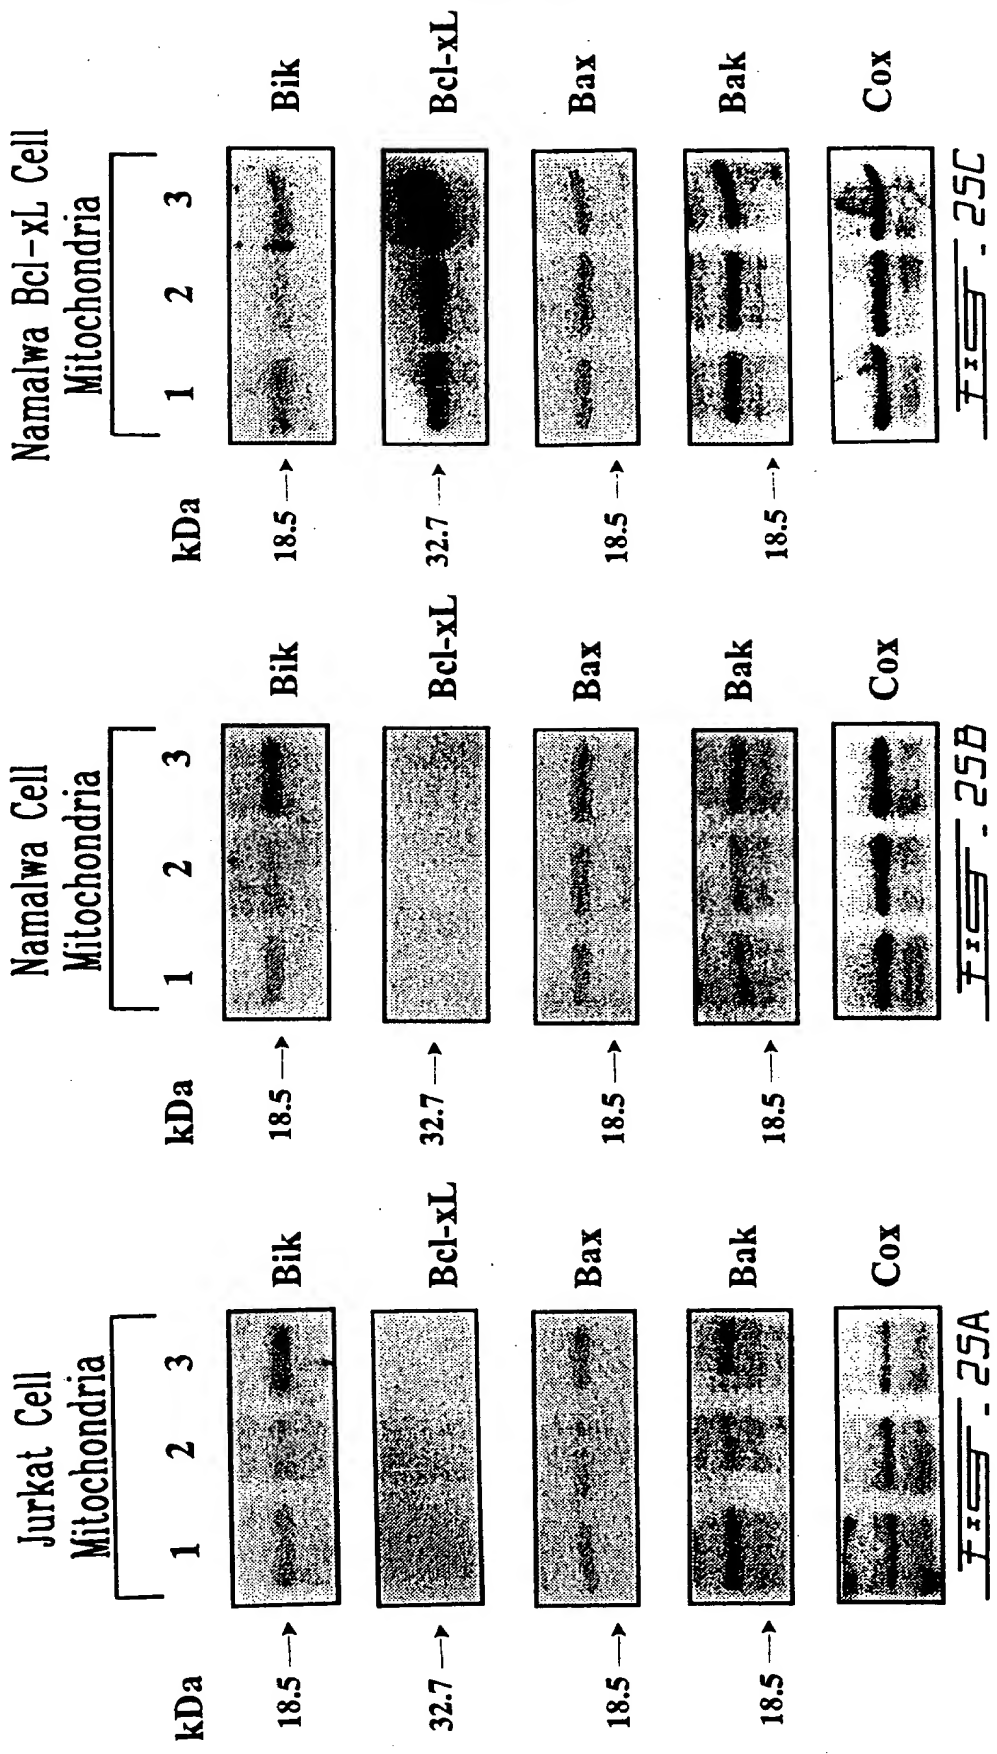 Jurkat Cell
Mitochondria
kDa
1 2 3
18.5 → Bik
32.7 → Bcl-xL
18.5 → Bax
18.5 → Bak
Cox
FIG. 25A
Namalwa Cell
Mitochondria
kDa
1 2 3
18.5 → Bik
32.7 → Bcl-xL
18.5 → Bax
18.5 → Bak
Cox
FIG. 25B
Namalwa Bcl-xL Cell
Mitochondria
kDa
1 2 3
18.5 → Bik
32.7 → Bcl-xL
18.5 → Bax
18.5 → Bak
Cox
FIG. 25C